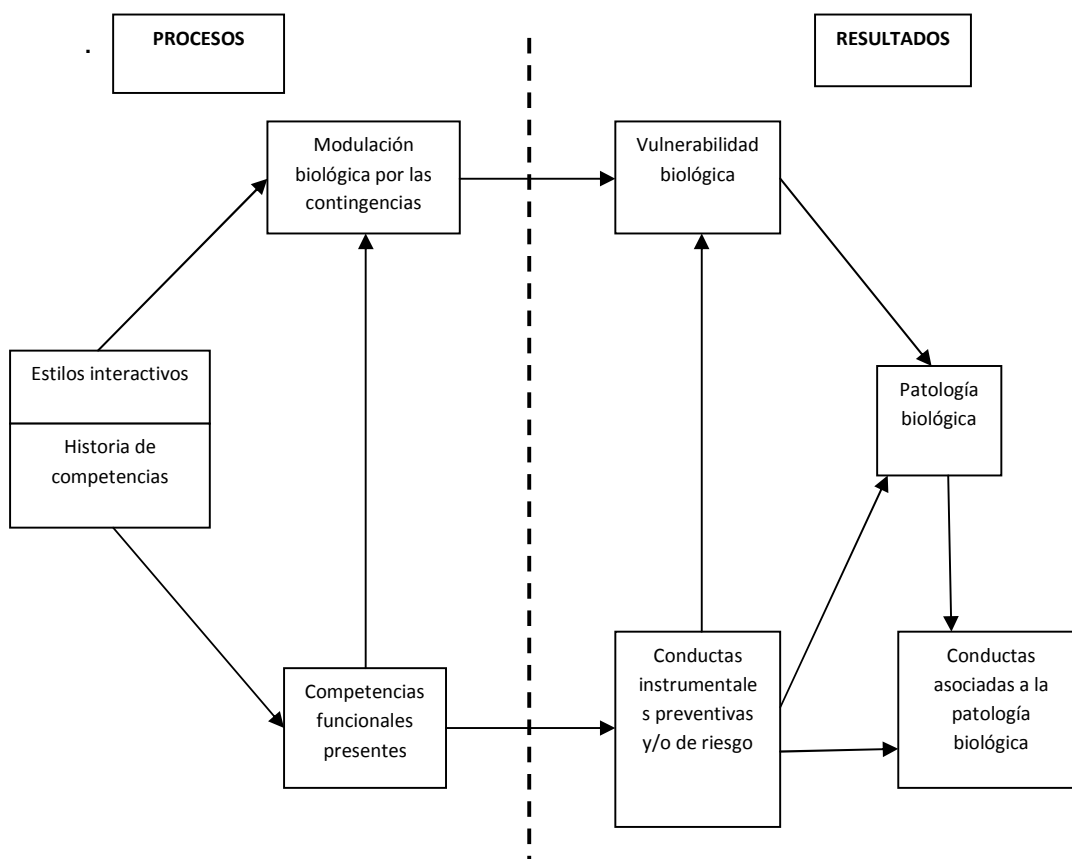 .
PROCESOS
RESULTADOS
Modulación
biológica por las
contingencias
Vulnerabilidad
biológica
Estilos interactivos
Historia de
competencias
Patología
biológica
Competencias
funcionales
presentes
Conductas
instrumentale
s preventivas
y/o de riesgo
Conductas
asociadas a la
patología
biológica